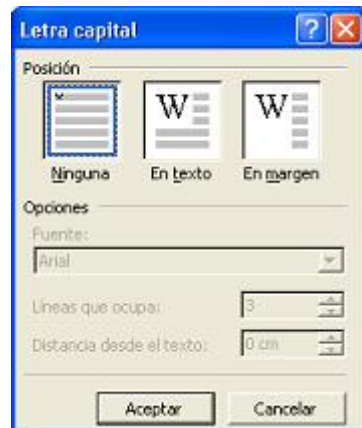 Letra capital
Posición
W W
Ninguna En texto En margen
Opciones
Fuente:
Arial
Líneas que ocupa: 3
Distancia desde el texto: 0 cm
Aceptar Cancelar